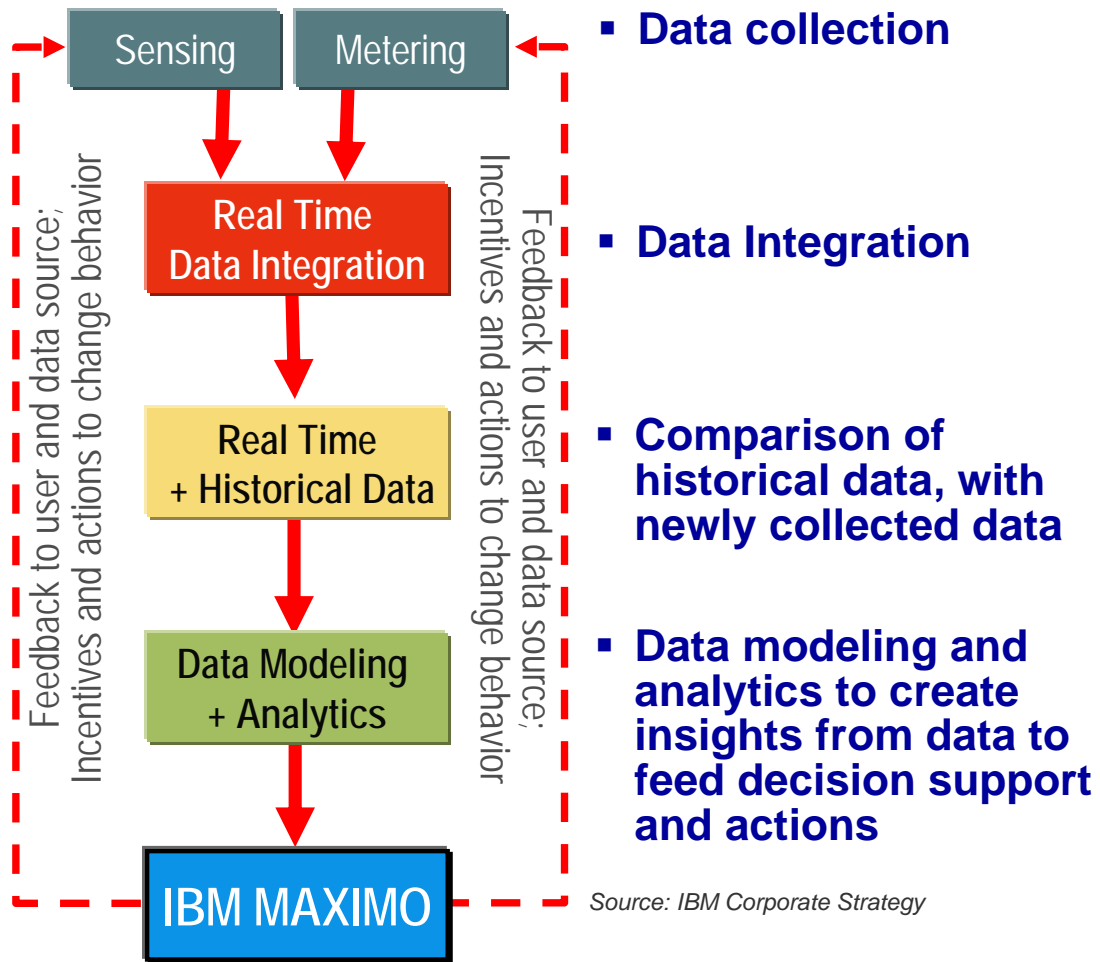 Sensing
Metering
▪ Data collection
Real Time
Data Integration
▪ Data Integration
Feedback to user and data source;
Incentives and actions to change behavior
Feedback to user and data source;
Incentives and actions to change behavior
Real Time
+ Historical Data
▪ Comparison of
historical data, with
newly collected data
Data Modeling
+ Analytics
▪ Data modeling and
analytics to create
insights from data to
feed decision support
and actions
IBM MAXIMO
Source: IBM Corporate Strategy